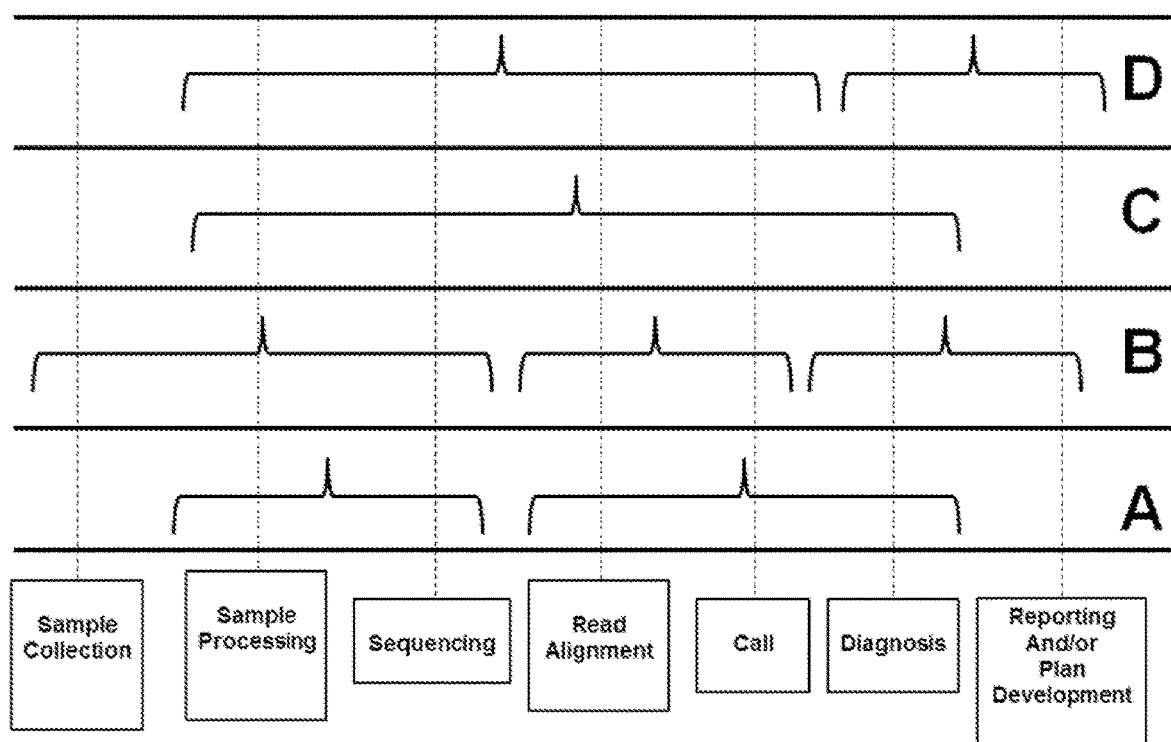 D
C
B
A
Sample
Collection
Sample
Processing
Sequencing
Read
Alignment
Call
Diagnosis
Reporting
And/or
Plan
Development